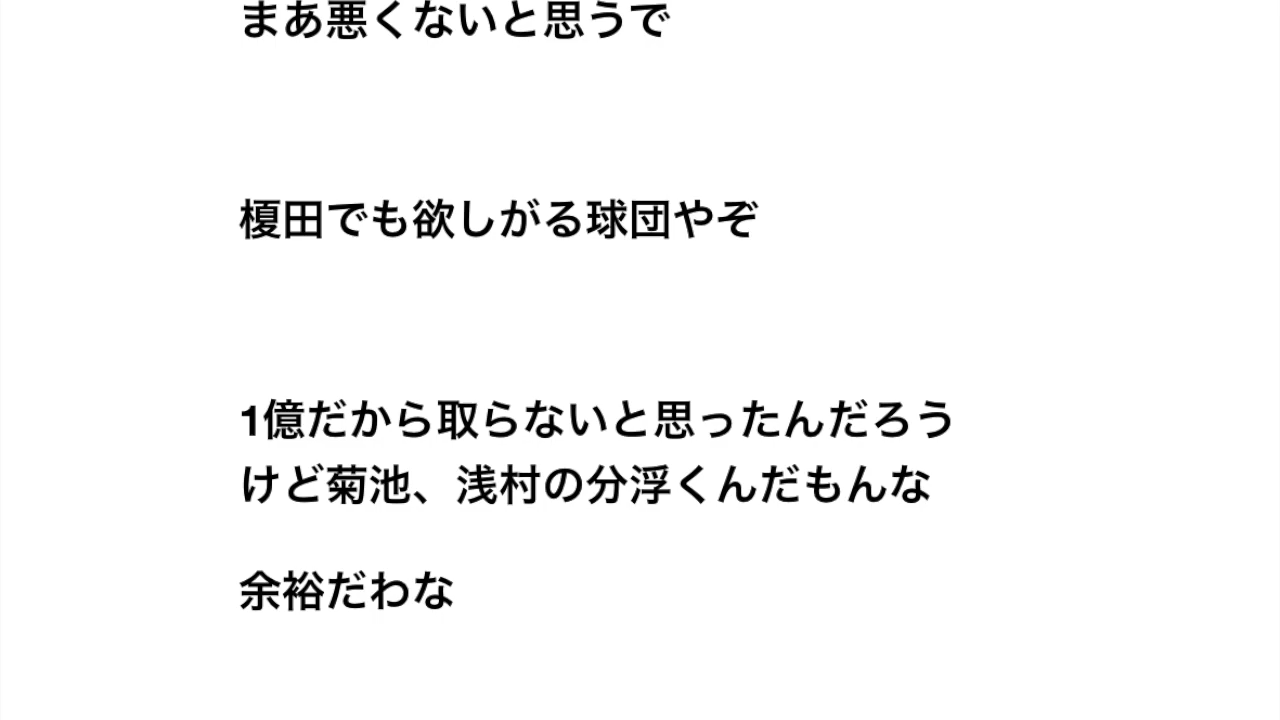 まあ悪くないと思うで
榎田でも欲しがる球団やぞ
1億だから取らないと思ったんだろう
けど菊池、浅村の分浮くんだもんな
余裕だわな